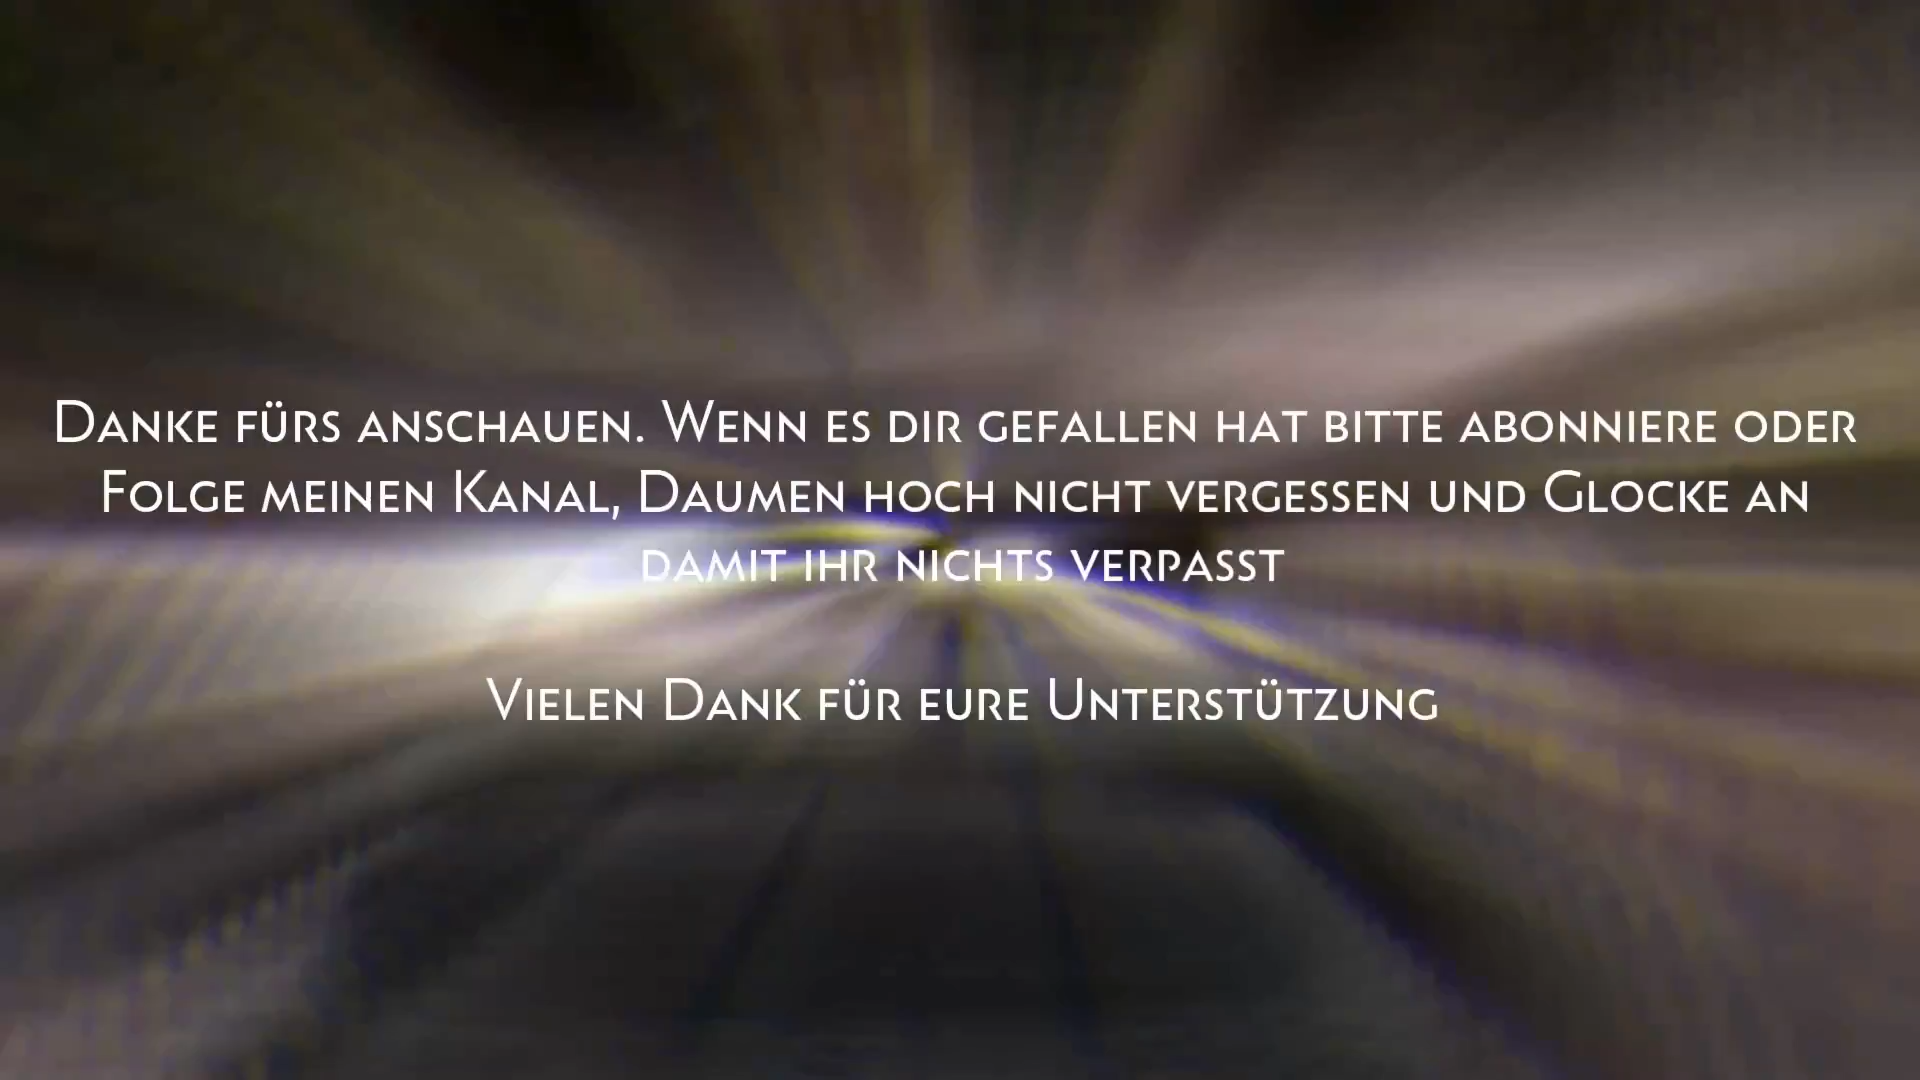 Danke fürs anschauen. Wenn es dir gefallen hat bitte abonniere oder
Folge meinen Kanal, Daumen hoch nicht vergessen und Glocke an
damit ihr nichts verpasst
Vielen Dank für eure Unterstützung